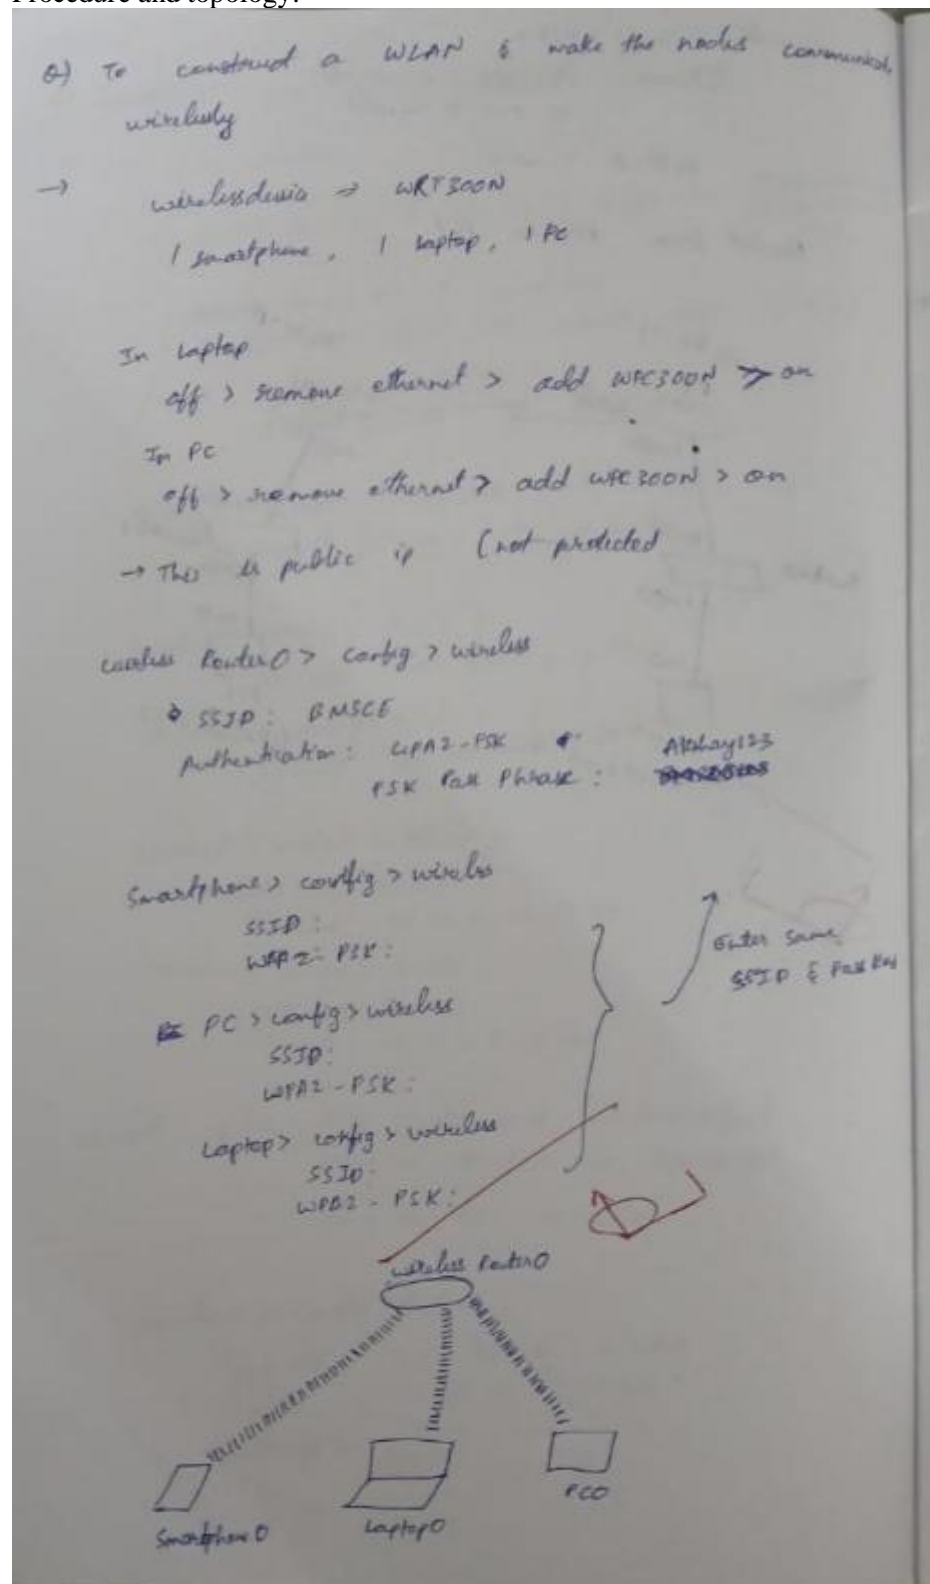 Procedure and topology:
Q) To construct a WLAN & make the nodes communicate
wirelessly
→ wirelessdevice → WRT300N
1 smartphone, 1 laptop, 1 PC
In Laptop
off > remove ethernet > add WPC300N > on
In PC
off > remove ethernet > add WPC300N > on
→ This is public ip (not protected
Router0 > config > wireless
SSID: BMSCE
Authentication: WPA2-PSK
PSK Pass Phrase: Akshay123
Smartphone > config > wireless
SSID:
WPA2-PSK:
Enter same
SSID & Pass Key
PC > config > wireless
SSID:
WPA2-PSK:
Laptop > config > wireless
SSID:
WPA2-PSK:
wireless Router0
PC0
Smartphone0
Laptop0